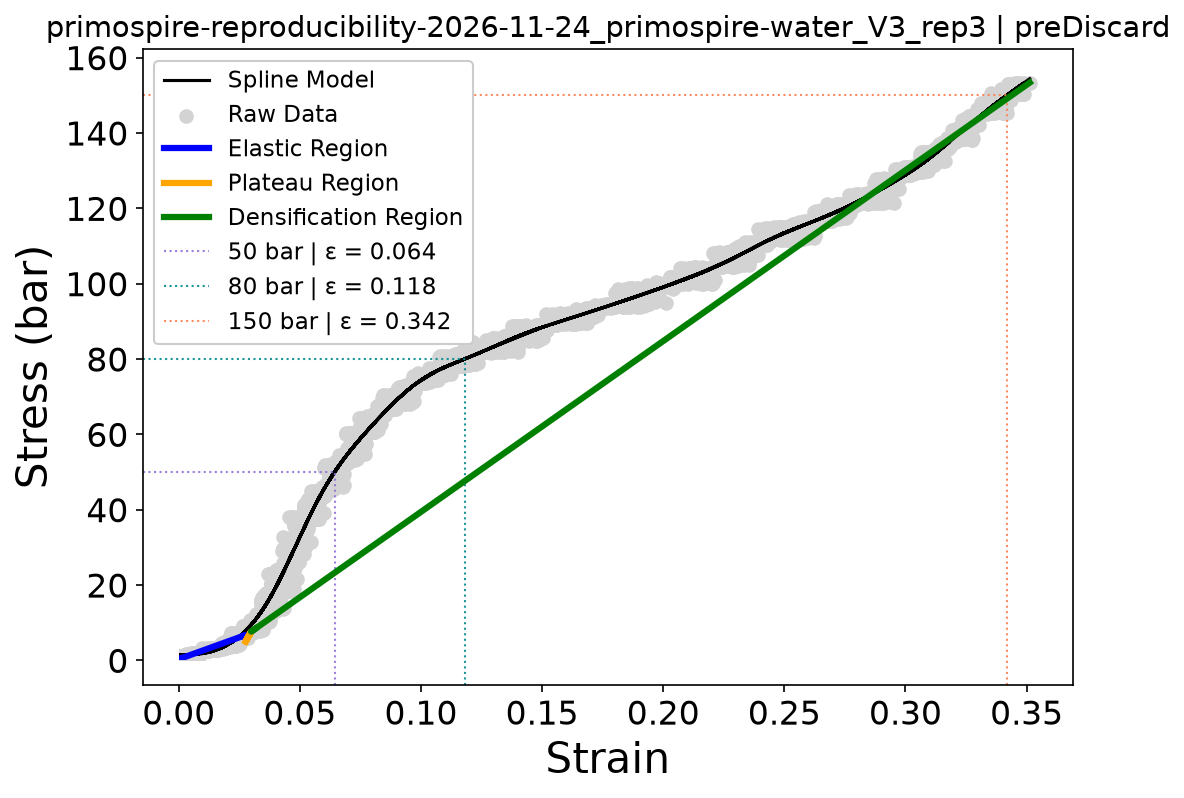 primospire-reproducibility-2026-11-24_primospire-water_V3_rep3 | preDiscard
Spline Model
Raw Data
Elastic Region
Plateau Region
Densification Region
50 bar | ε = 0.064
80 bar | ε = 0.118
150 bar | ε = 0.342
Stress (bar)
160
140
120
100
80
60
40
20
0
0.00 0.05 0.10 0.15 0.20 0.25 0.30 0.35
Strain